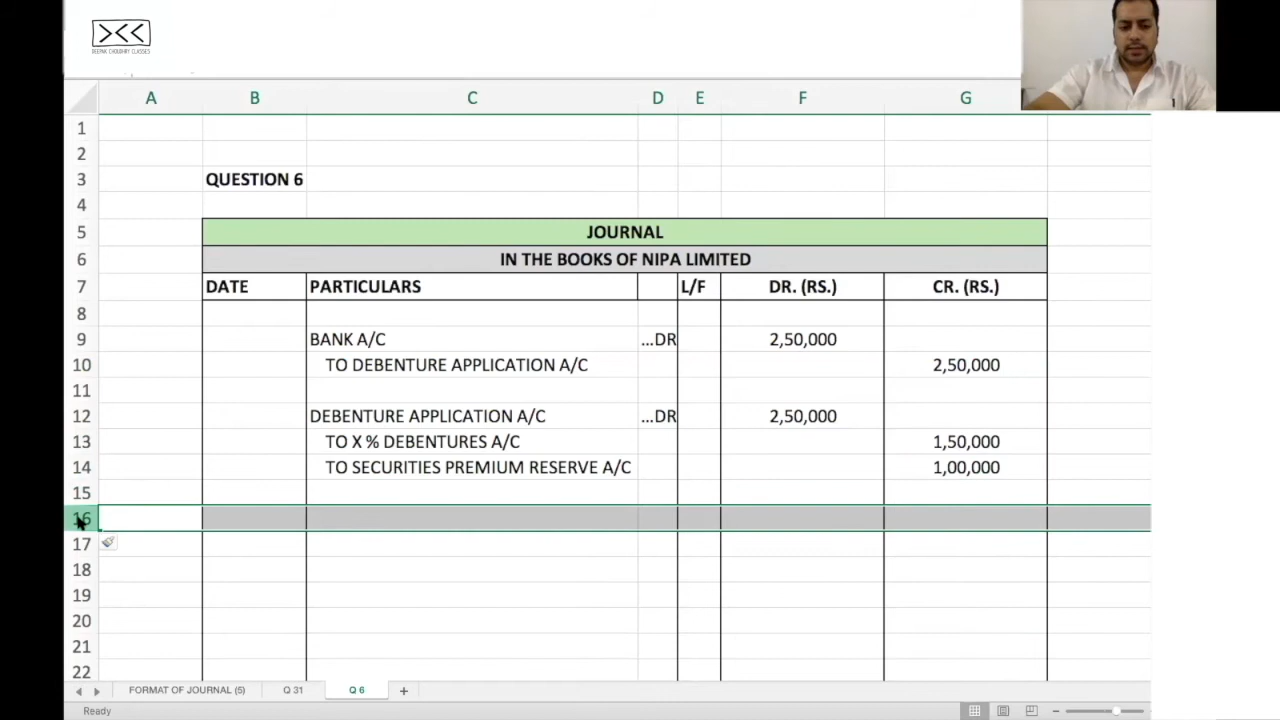 DEEPAK CHOUDHRY CLASSES
A B C D E F G
1
2
3 QUESTION 6
4
5 JOURNAL
6 IN THE BOOKS OF NIPA LIMITED
7 DATE PARTICULARS L/F DR. (RS.) CR. (RS.)
8
9 BANK A/C ...DR 2,50,000
10 TO DEBENTURE APPLICATION A/C 2,50,000
11
12 DEBENTURE APPLICATION A/C ...DR 2,50,000
13 TO X % DEBENTURES A/C 1,50,000
14 TO SECURITIES PREMIUM RESERVE A/C 1,00,000
15
16
17
18
19
20
21
22
FORMAT OF JOURNAL (5) Q 31 Q 6 +
Ready